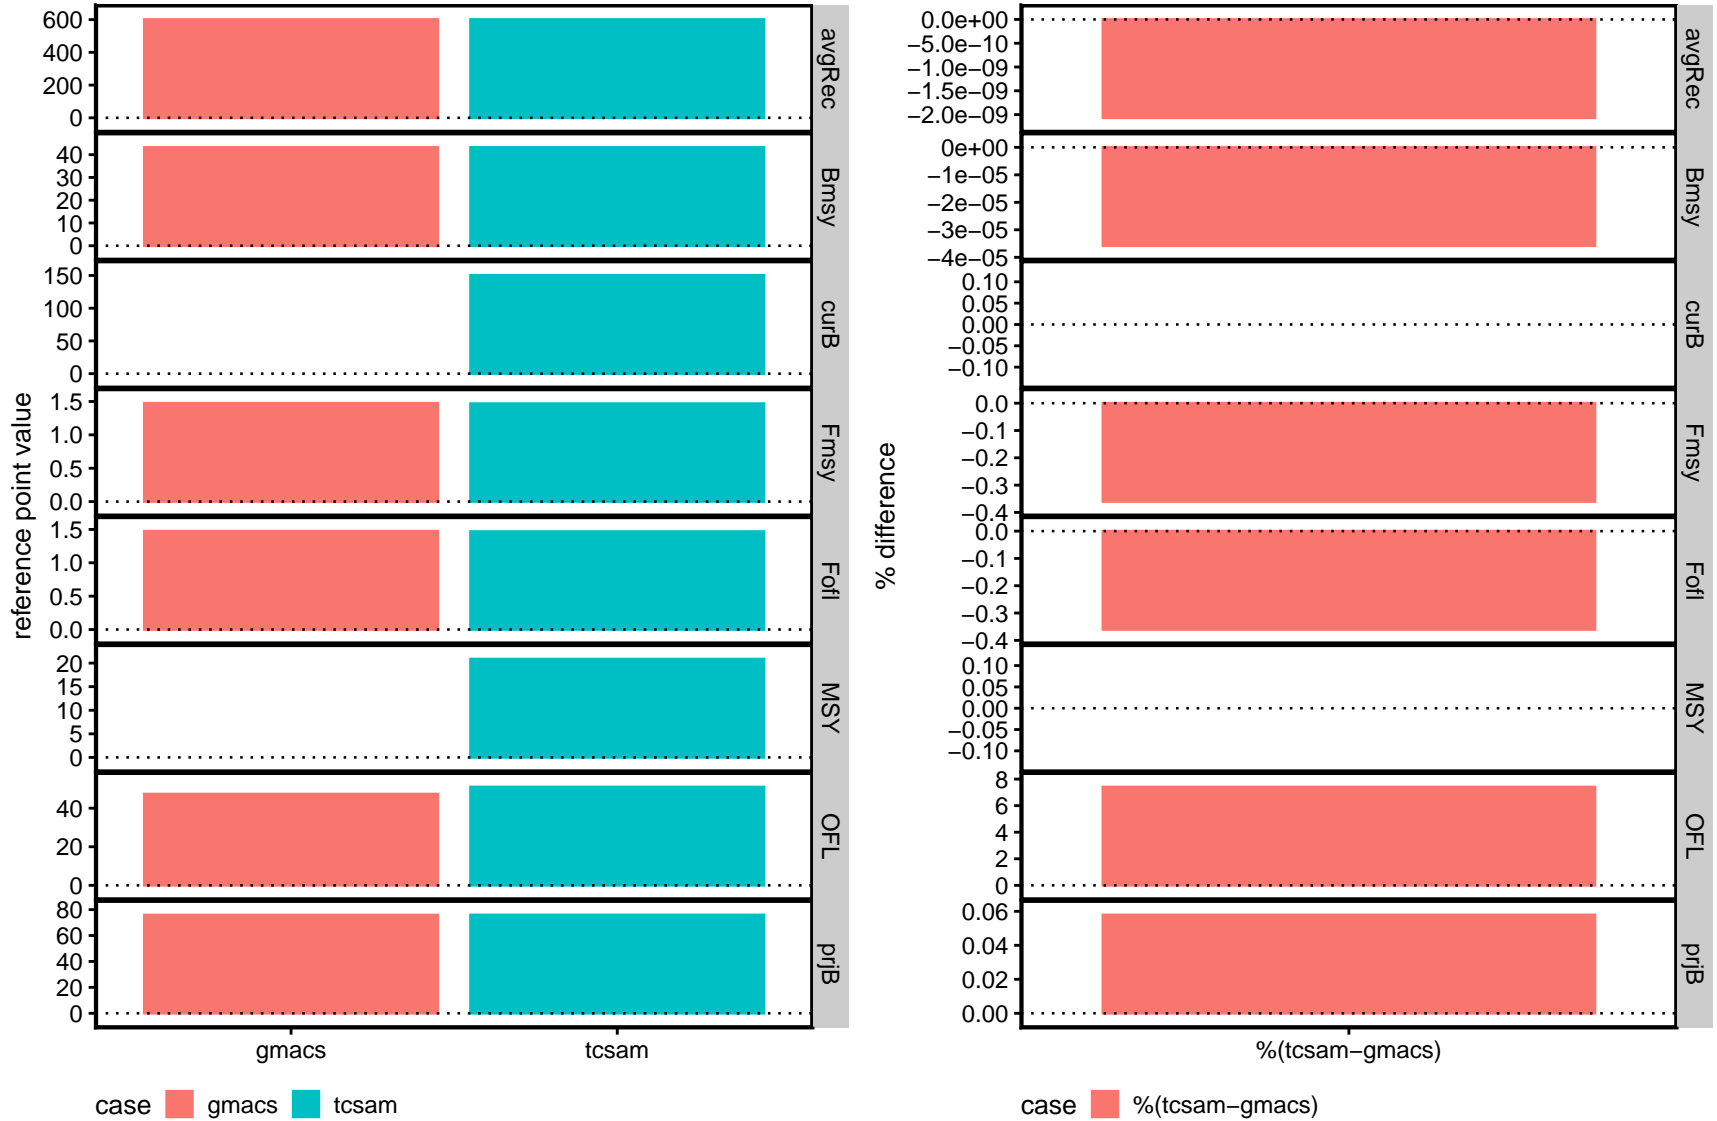 reference point value
600
400
200
0
avgRec
40
30
20
10
0
Bmsy
150
100
50
0
curB
1.5
1.0
0.5
0.0
Fmsy
1.5
1.0
0.5
0.0
Fofl
20
15
10
5
0
MSY
40
20
0
OFL
80
60
40
20
0
prjB
gmacs tcsam
case gmacs tcsam
% difference
0.0e+00
−5.0e−10
−1.0e−09
−1.5e−09
−2.0e−09
avgRec
0e+00
−1e−05
−2e−05
−3e−05
−4e−05
Bmsy
0.10
0.05
0.00
−0.05
−0.10
curB
0.0
−0.1
−0.2
−0.3
−0.4
Fmsy
0.0
−0.1
−0.2
−0.3
−0.4
Fofl
0.10
0.05
0.00
−0.05
−0.10
MSY
8
6
4
2
0
OFL
0.06
0.04
0.02
0.00
prjB
%(tcsam−gmacs)
case %(tcsam−gmacs)